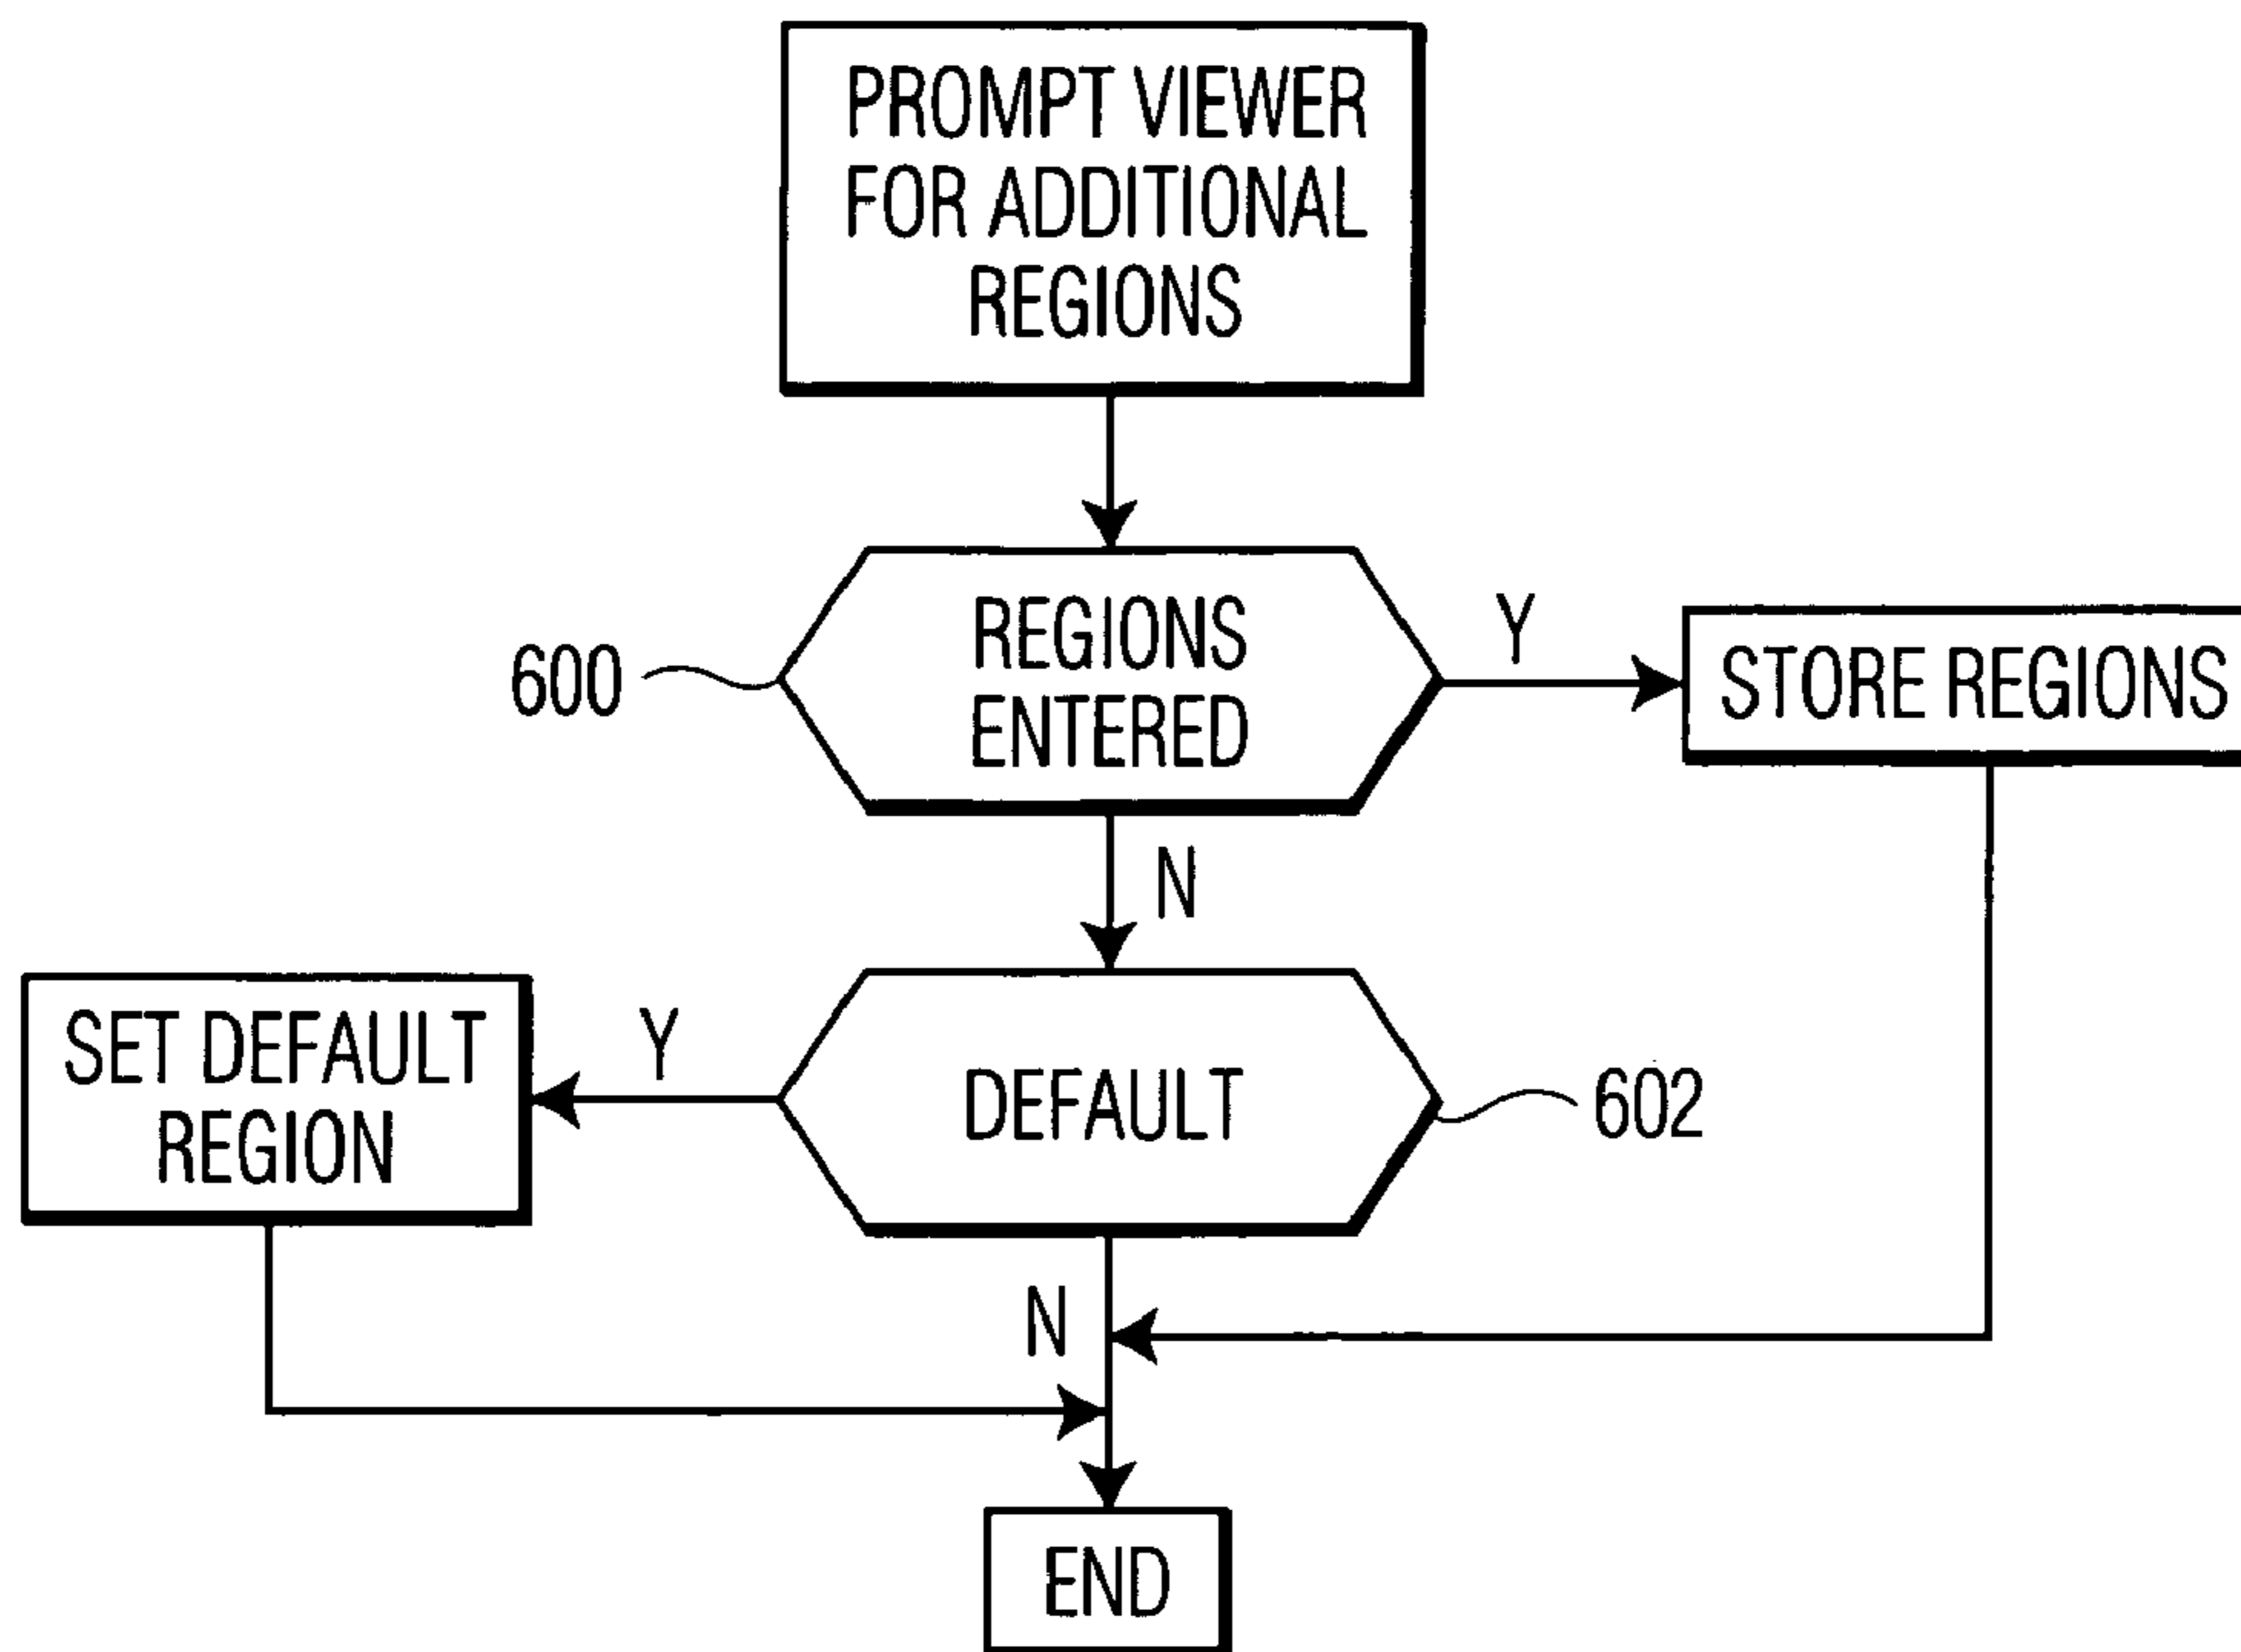 PROMPT VIEWER
FOR ADDITIONAL
REGIONS
600
REGIONS
ENTERED
Y
STORE REGIONS
N
SET DEFAULT
REGION
Y
DEFAULT
602
N
END